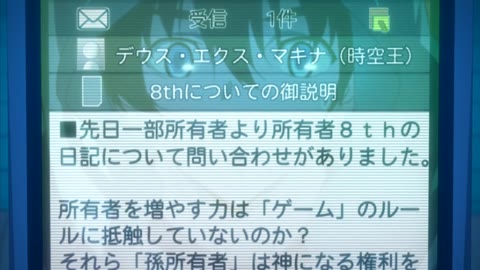 受信　1件
デウス・エクス・マキナ（時空王）
8thについての御説明
■先日一部所有者より所有者８ｔｈの
日記について問い合わせがありました。
所有者を増やす力は「ゲーム」のルー
ルに抵触していないのか？
それら「孫所有者」は神になる権利を